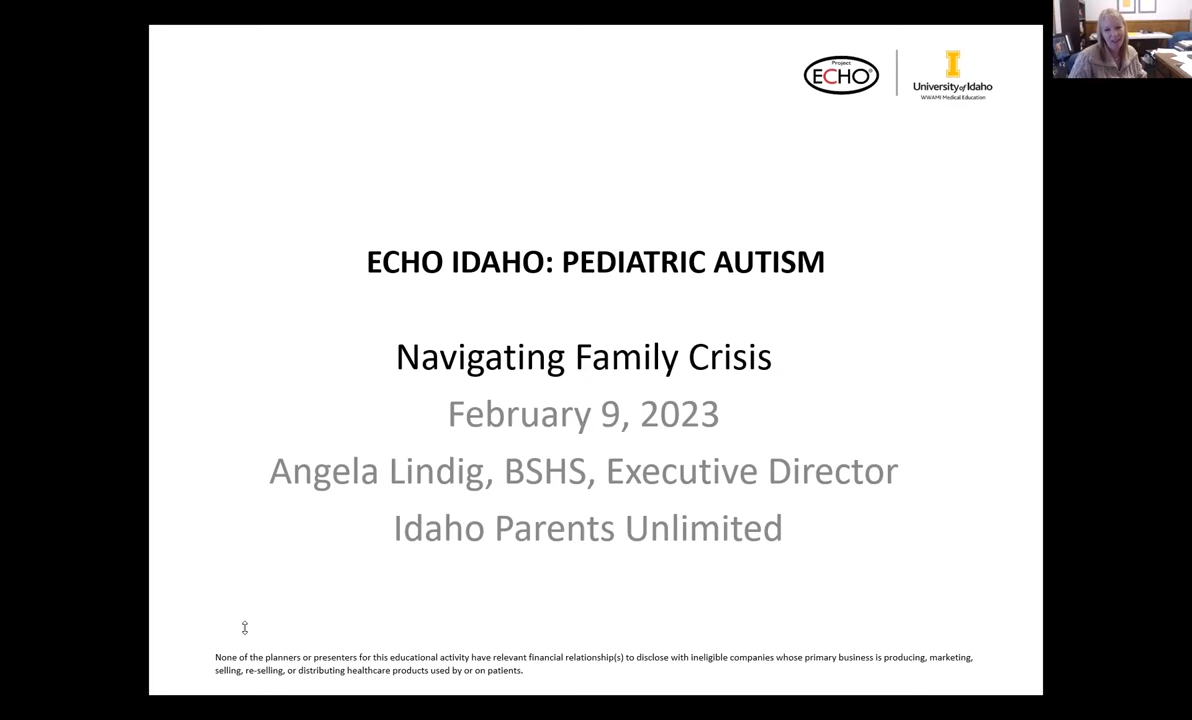 Project
ECHO®
I
University of Idaho
WWAMI Medical Education
ECHO IDAHO: PEDIATRIC AUTISM
Navigating Family Crisis
February 9, 2023
Angela Lindig, BSHS, Executive Director
Idaho Parents Unlimited
None of the planners or presenters for this educational activity have relevant financial relationship(s) to disclose with ineligible companies whose primary business is producing, marketing,
selling, re-selling, or distributing healthcare products used by or on patients.